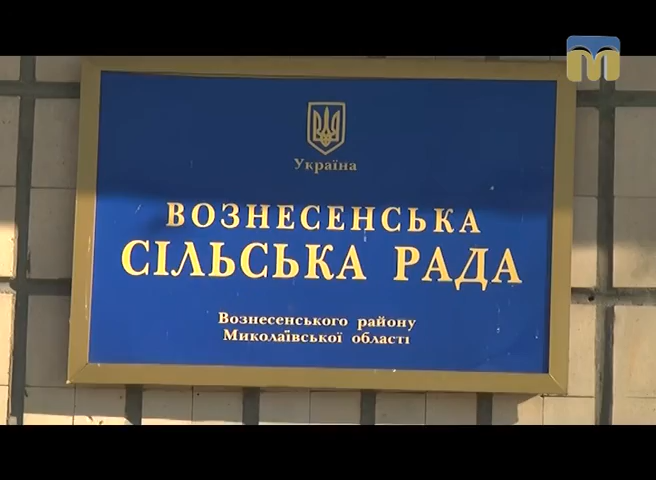 Україна
ВОЗНЕСЕНСЬКА
СІЛЬСЬКА РАДА
Вознесенського району
Миколаївської області